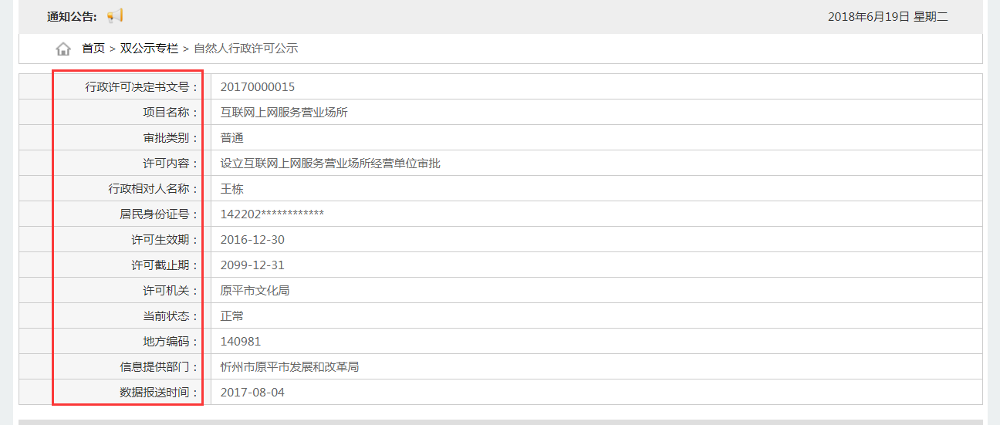 通知公告: 2018年6月19日 星期二
首页 > 双公示专栏 > 自然人行政许可公示
行政许可决定书文号： 20170000015
项目名称： 互联网上网服务营业场所
审批类别： 普通
许可内容： 设立互联网上网服务营业场所经营单位审批
行政相对人名称： 王栋
居民身份证号： 142202************
许可生效期： 2016-12-30
许可截止期： 2099-12-31
许可机关： 原平市文化局
当前状态： 正常
地方编码： 140981
信息提供部门： 忻州市原平市发展和改革局
数据报送时间： 2017-08-04